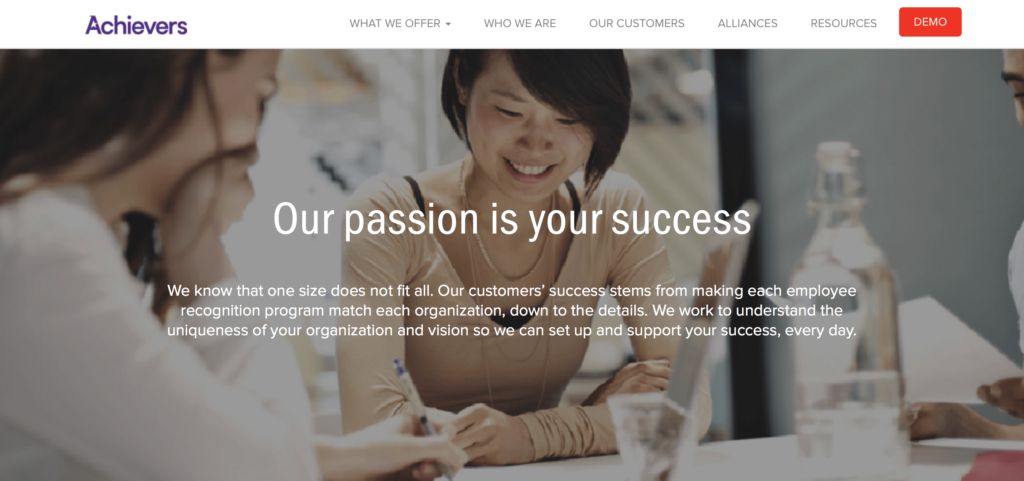 Achievers
WHAT WE OFFER
WHO WE ARE
OUR CUSTOMERS
ALLIANCES
RESOURCES
DEMO
Our passion is your success
We know that one size does not fit all. Our customers' success stems from making each employee
recognition program match each organization, down to the details. We work to understand the
uniqueness of your organization and vision so we can set up and support your success, every day.